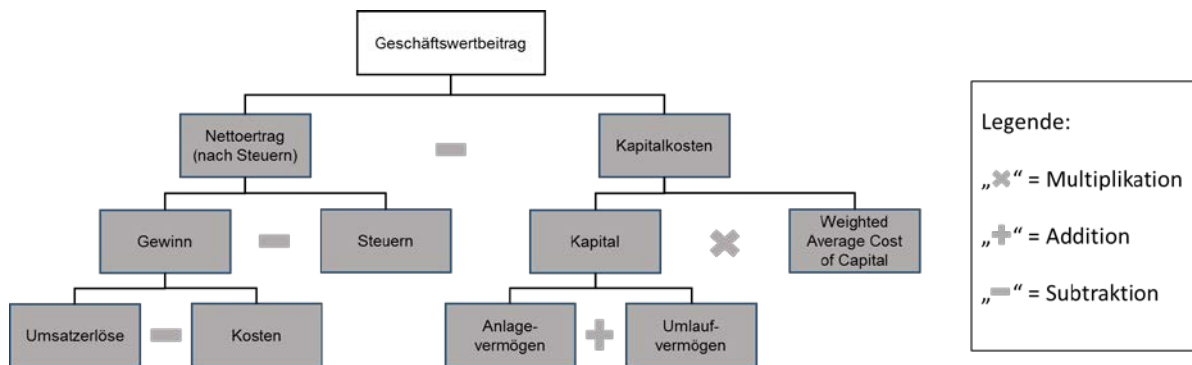 Geschäftswertbeitrag
Nettoertrag
(nach Steuern)
Kapitalkosten
Gewinn
Steuern
Kapital
Weighted
Average Cost
of Capital
Umsatzerlöse
Kosten
Anlage-
vermögen
Umlauf-
vermögen
Legende:
„✖“ = Multiplikation
„➕“ = Addition
„➖“ = Subtraktion